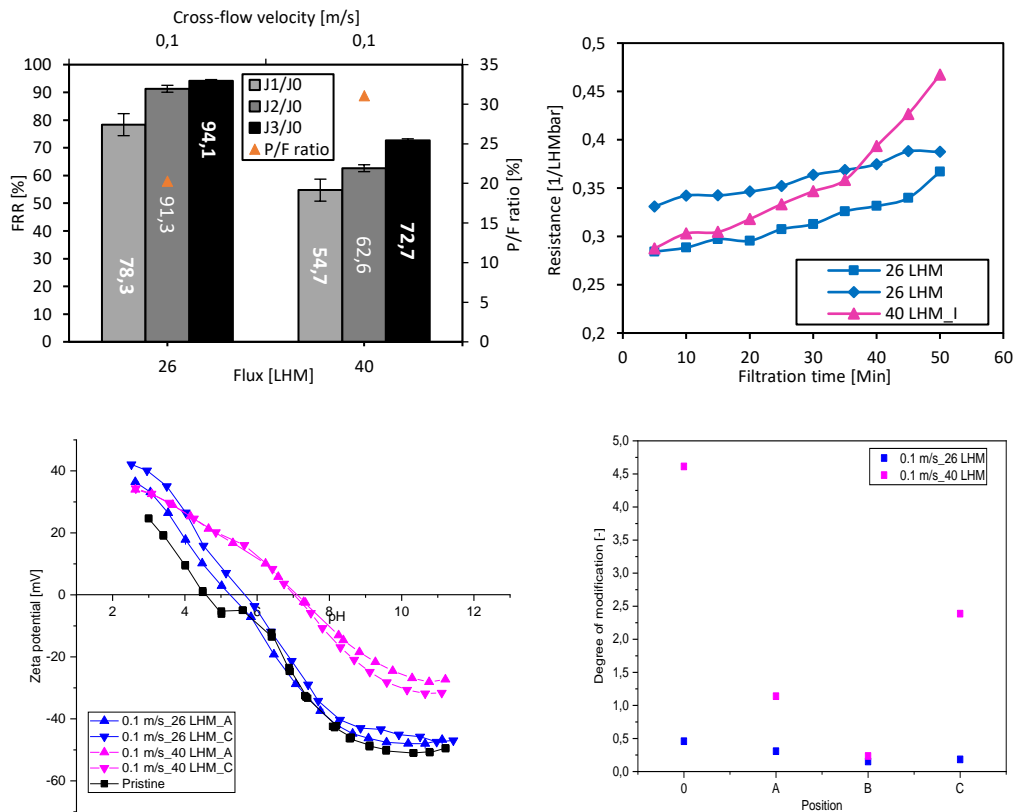 Cross-flow velocity [m/s]
0,1 0,1
100
90
80
70
60
50
40
30
20
10
0
FRR [%]
J1/J0
J2/J0
J3/J0
P/F ratio
78,3
91,3
94,1
54,7
62,6
72,7
35
30
25
20
15
10
5
0
P/F ratio [%]
26 40
Flux [LHM]
0,5
0,45
0,4
0,35
0,3
0,25
0,2
Resistance [1/LHMbar]
26 LHM
26 LHM
40 LHM_I
0 10 20 30 40 50 60
Filtration time [Min]
40
20
0
-20
-40
-60
Zeta potential [mV]
2 4 6 8 10 12
pH
0.1 m/s_26 LHM_A
0.1 m/s_26 LHM_C
0.1 m/s_40 LHM_A
0.1 m/s_40 LHM_C
Pristine
5,0
4,5
4,0
3,5
3,0
2,5
2,0
1,5
1,0
0,5
0,0
Degree of modification [-]
0.1 m/s_26 LHM
0.1 m/s_40 LHM
0 A B C
Position